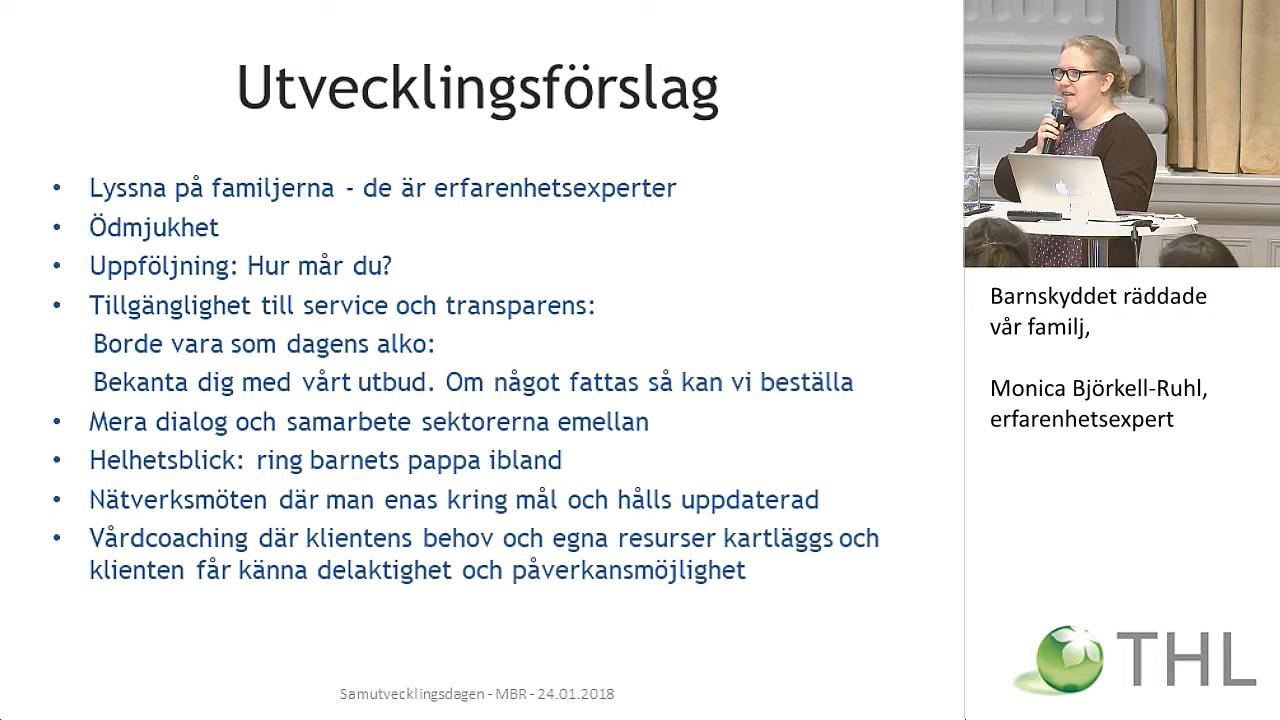 Utvecklingsförslag
• Lyssna på familjerna - de är erfarenhetsexperter
• Ödmjukhet
• Uppföljning: Hur mår du?
• Tillgänglighet till service och transparens:
Borde vara som dagens alko:
Bekanta dig med vårt utbud. Om något fattas så kan vi beställa
• Mera dialog och samarbete sektorerna emellan
• Helhetsblick: ring barnets pappa ibland
• Nätverksmöten där man enas kring mål och hålls uppdaterad
• Vårdcoaching där klientens behov och egna resurser kartläggs och
klienten får känna delaktighet och påverkansmöjlighet
Samutvecklingsdagen - MBR - 24.01.2018
Barnskyddet räddade
vår familj,
Monica Björkell-Ruhl,
erfarenhetsexpert
THL